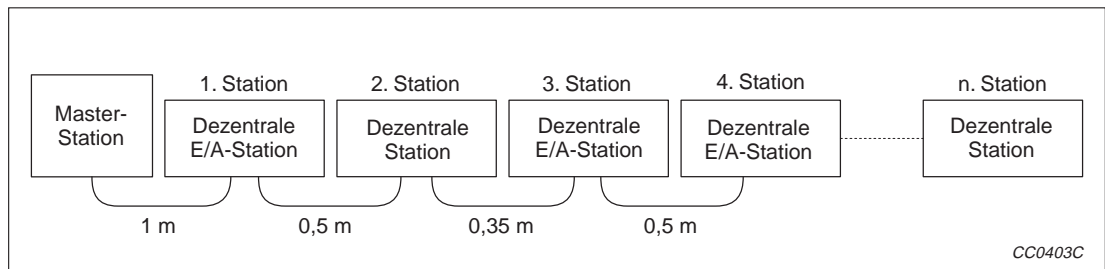 1. Station
2. Station
3. Station
4. Station
n. Station
Master-
Station
Dezentrale
E/A-Station
Dezentrale
Station
Dezentrale
E/A-Station
Dezentrale
E/A-Station
Dezentrale
Station
1 m
0,5 m
0,35 m
0,5 m
CC0403C